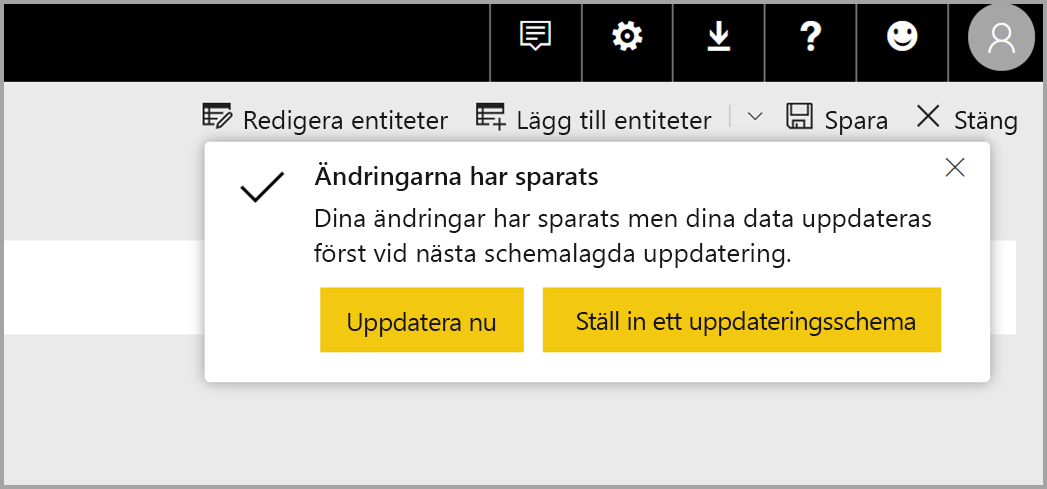 Redigera entiteter Lägg till entiteter Spara Stäng
Ändringarna har sparats
Dina ändringar har sparats men dina data uppdateras
först vid nästa schemalagda uppdatering.
Uppdatera nu Ställ in ett uppdateringsschema